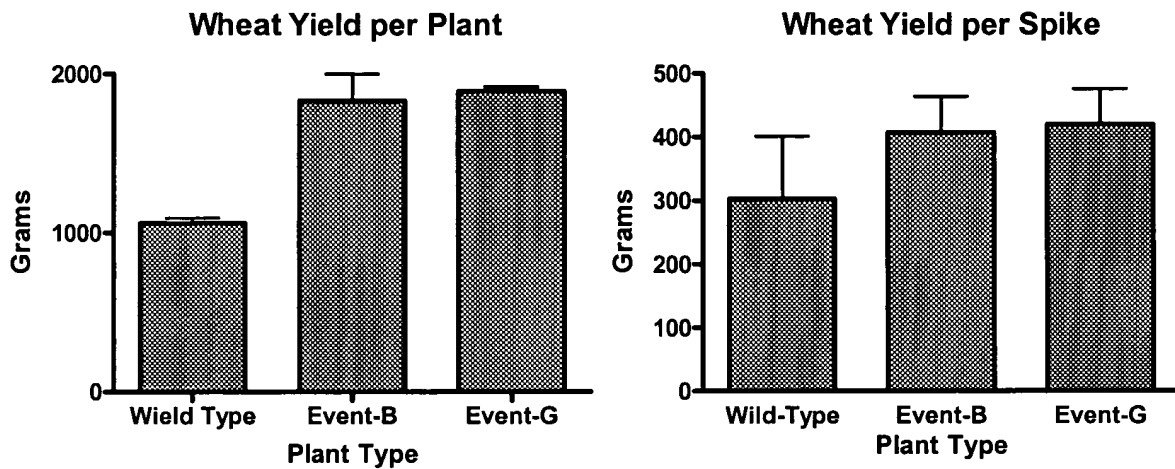 Wheat Yield per Plant
2000
1000
0
Grams
Wield Type Event-B Event-G
Plant Type
Wheat Yield per Spike
500
400
300
200
100
0
Grams
Wild-Type Event-B Event-G
Plant Type